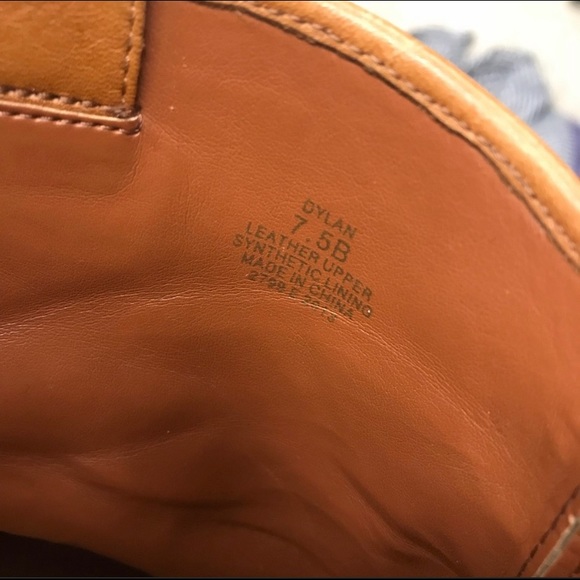 DYLAN
7.5B
LEATHER UPPER
SYNTHETIC LINING
MADE IN CHINA